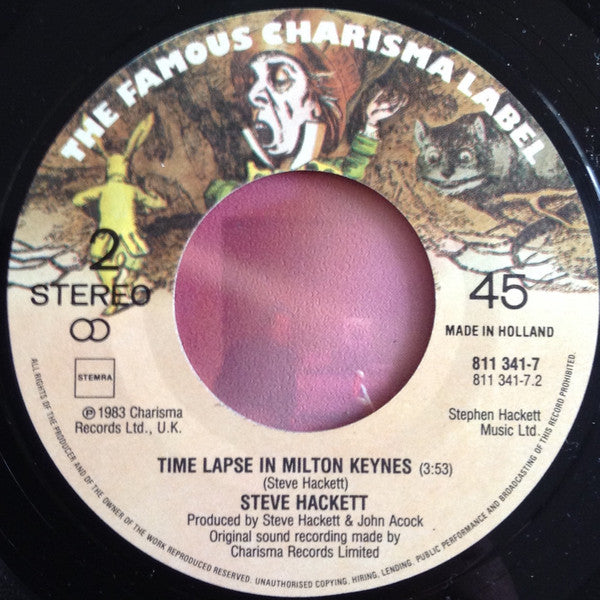 THE FAMOUS CHARISMA LABEL
2
STEREO
45
MADE IN HOLLAND
STEMRA
811 341-7
811 341-7.2
℗ 1983 Charisma
Records Ltd., U.K.
Stephen Hackett
Music Ltd.
TIME LAPSE IN MILTON KEYNES (3:53)
(Steve Hackett)
STEVE HACKETT
Produced by Steve Hackett & John Acock
Original sound recording made by
Charisma Records Limited
ALL RIGHTS OF THE PRODUCER AND OF THE OWNER OF THE WORK REPRODUCED RESERVED. UNAUTHORISED COPYING, HIRING, LENDING, PUBLIC PERFORMANCE AND BROADCASTING OF THIS RECORD PROHIBITED.